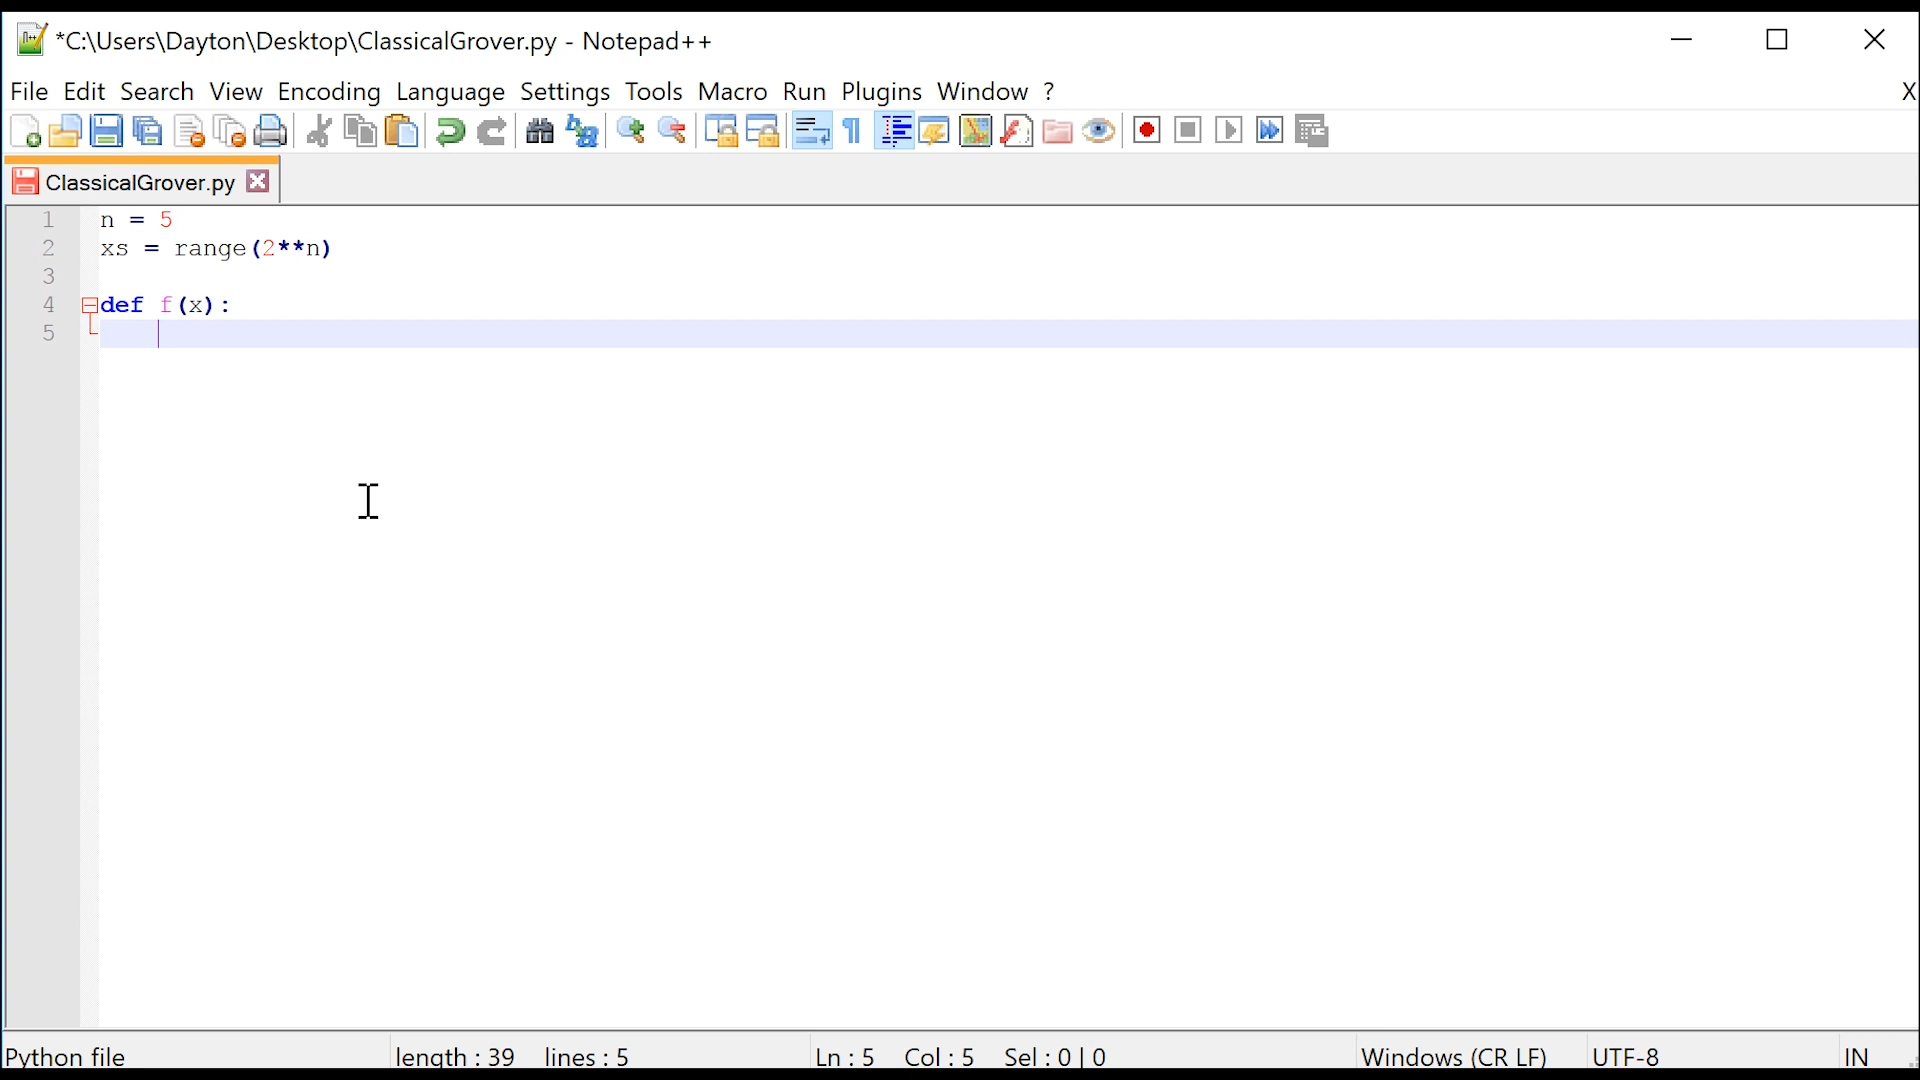 *C:\Users\Dayton\Desktop\ClassicalGrover.py - Notepad++
File Edit Search View Encoding Language Settings Tools Macro Run Plugins Window ? X
ClassicalGrover.py
1 n = 5
2 xs = range(2**n)
3
4 def f(x):
5
Python file length : 39 lines : 5 Ln : 5 Col : 5 Sel : 0 | 0 Windows (CR LF) UTF-8 IN